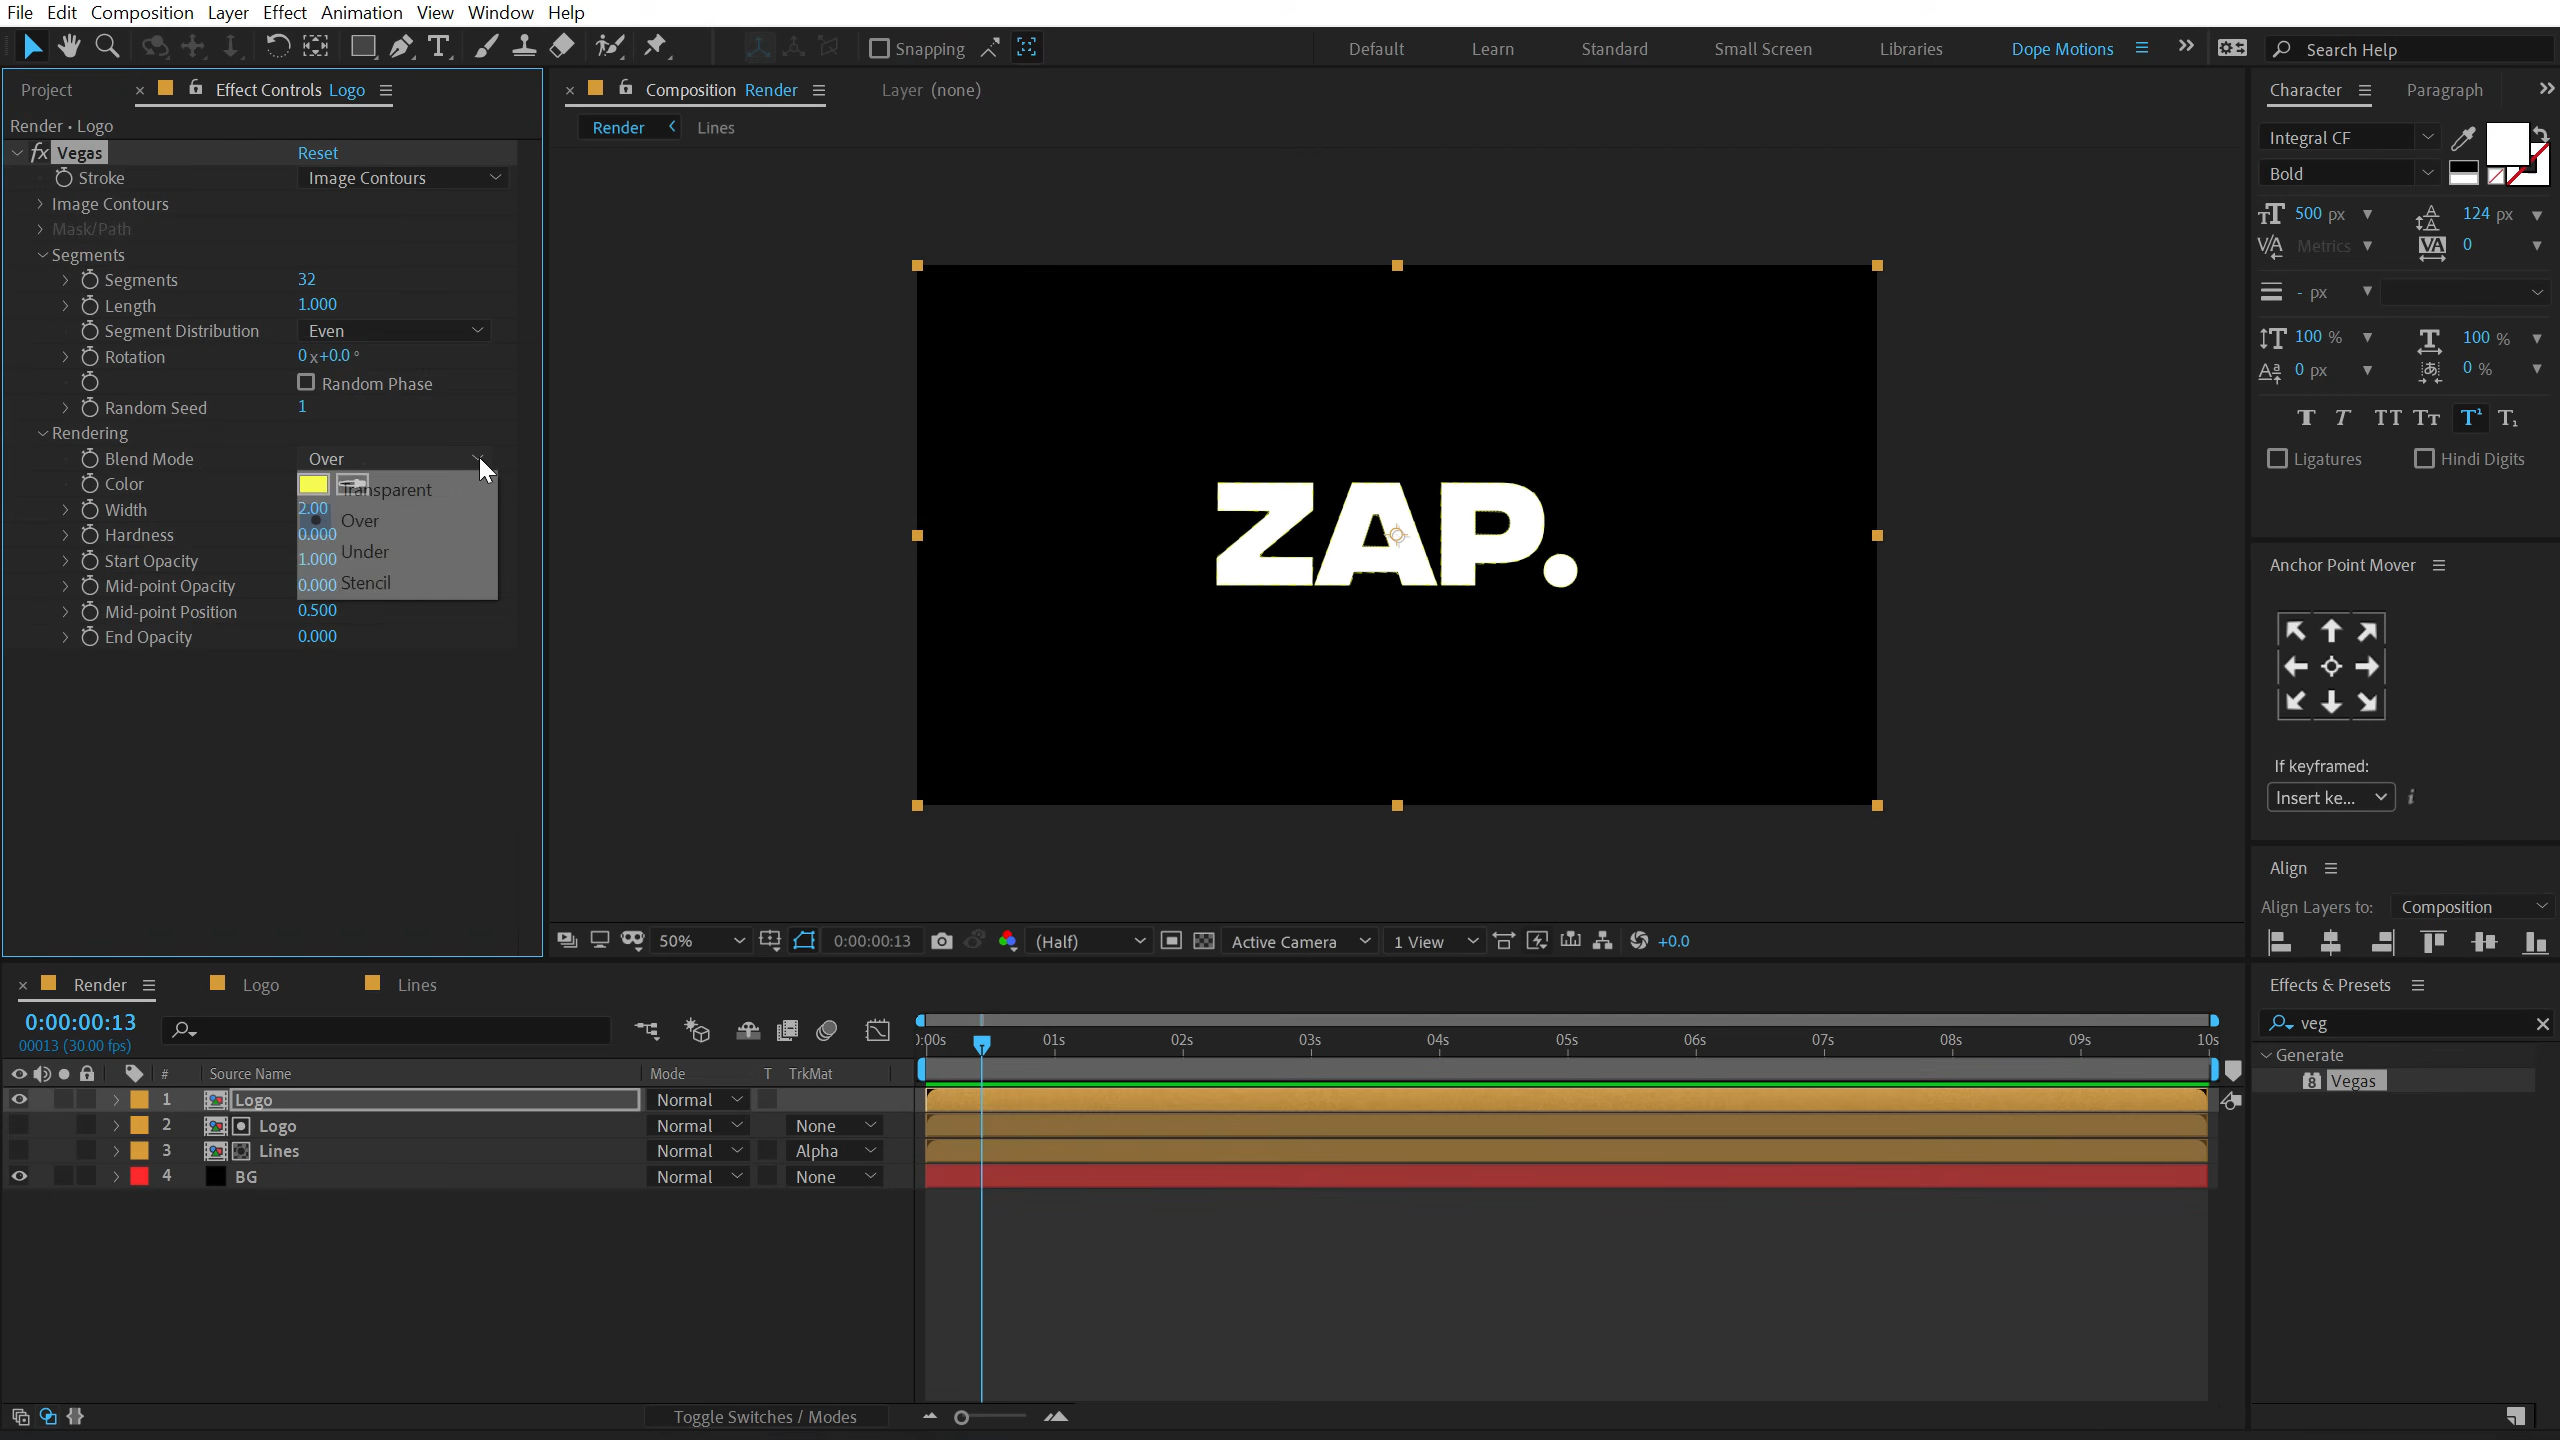 File Edit Composition Layer Effect Animation View Window Help
Snapping
Default Learn Standard Small Screen Libraries Dope Motions
Search Help
Project
Effect Controls Logo
Render • Logo
fx Vegas Reset
Stroke Image Contours
Image Contours
Mask/Path
Segments
Segments 32
Length 1.000
Segment Distribution Even
Rotation 0x+0.0°
Random Phase
Random Seed 1
Rendering
Blend Mode Over
Color Transparent
Width 2.00 Over
Hardness 0.000
Under
Start Opacity 1.000
Mid-point Opacity 0.000 Stencil
Mid-point Position 0.500
End Opacity 0.000
Composition Render Layer (none)
Render Lines
ZAP.
50% 0:00:00:13 (Half) Active Camera 1 View +0.0
Character Paragraph
Integral CF
Bold
500 px 124 px
Metrics 0
- px
100 % 100 %
0 px 0 %
Ligatures Hindi Digits
Anchor Point Mover
If keyframed:
Insert ke...
Align
Align Layers to: Composition
Effects & Presets
veg
Generate
Vegas
Render Logo Lines
0:00:00:13
00013 (30.00 fps)
0:00s 01s 02s 03s 04s 05s 06s 07s 08s 09s 10s
# Source Name Mode T TrkMat
1 Logo Normal
2 Logo Normal None
3 Lines Normal Alpha
4 BG Normal None
Toggle Switches / Modes